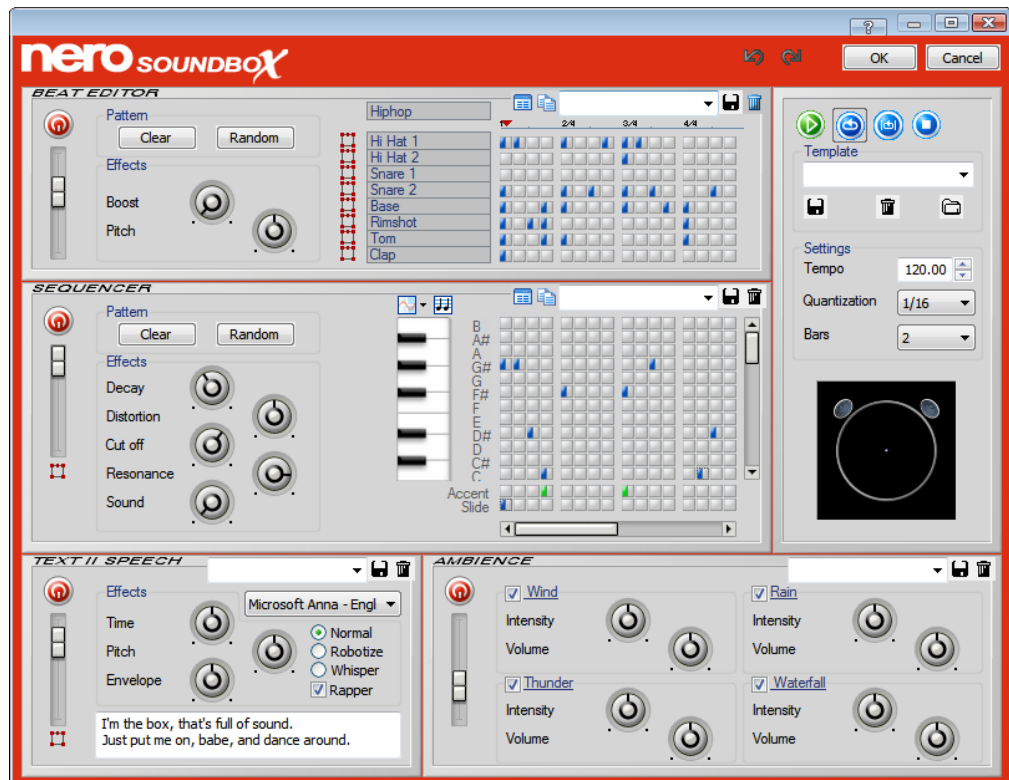 ?
nero SOUNDBOX
OK
Cancel
BEAT EDITOR
Pattern
Clear
Random
Effects
Boost
Pitch
Hiphop
Hi Hat 1
Hi Hat 2
Snare 1
Snare 2
Base
Rimshot
Tom
Clap
1▼
2/4
3/4
4/4
Template
Settings
Tempo
120.00
Quantization
1/16
Bars
2
SEQUENCER
Pattern
Clear
Random
Effects
Decay
Distortion
Cut off
Resonance
Sound
B
A#
A
G#
G
F#
F
E
D#
D
C#
C
Accent
Slide
TEXT II SPEECH
Effects
Time
Pitch
Envelope
Microsoft Anna - Engl
Normal
Robotize
Whisper
Rapper
I'm the box, that's full of sound.
Just put me on, babe, and dance around.
AMBIENCE
Wind
Intensity
Volume
Rain
Intensity
Volume
Thunder
Intensity
Volume
Waterfall
Intensity
Volume